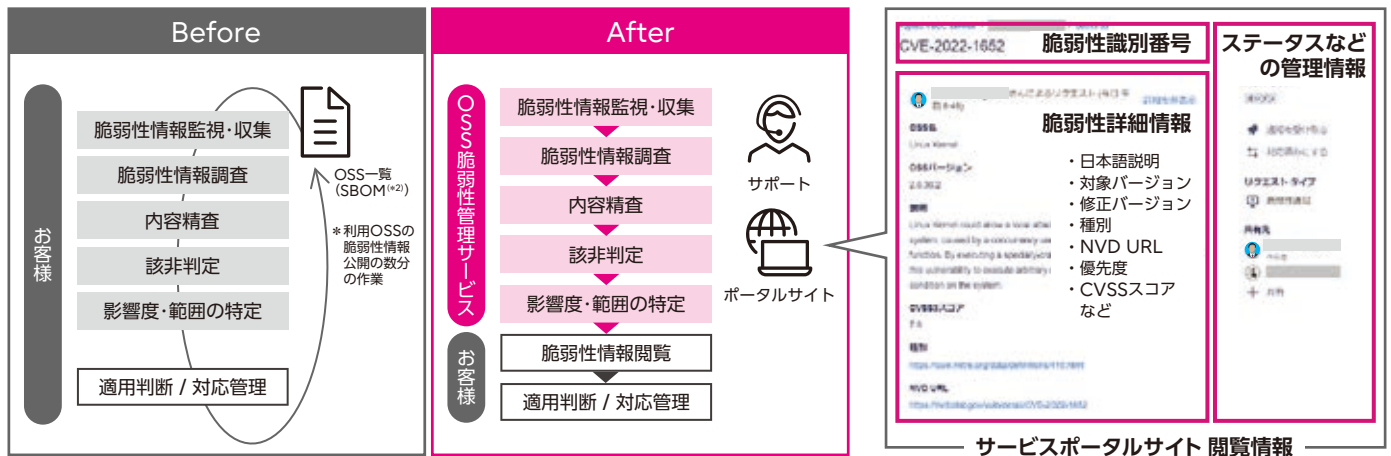 Before
お客様
脆弱性情報監視・収集
脆弱性情報調査
内容精査
該非判定
影響度・範囲の特定
適用判断 / 対応管理
OSS一覧
(SBOM(*2))
*利用OSSの
脆弱性情報
公開の数分
の作業
After
OSS脆弱性管理サービス
脆弱性情報監視・収集
脆弱性情報調査
内容精査
該非判定
影響度・範囲の特定
お客様
脆弱性情報閲覧
適用判断 / 対応管理
サポート
ポータルサイト
CVE-2022-1652
脆弱性識別番号
脆弱性詳細情報
・日本語説明
・対象バージョン
・修正バージョン
・種別
・NVD URL
・優先度
・CVSSスコア
など
OSS名
Linux Kernel
OSSバージョン
説明
CVSSスコア
種別
NVD URL
ステータスなど
の管理情報
リクエスト タイプ
共有先
サービスポータルサイト 閲覧情報